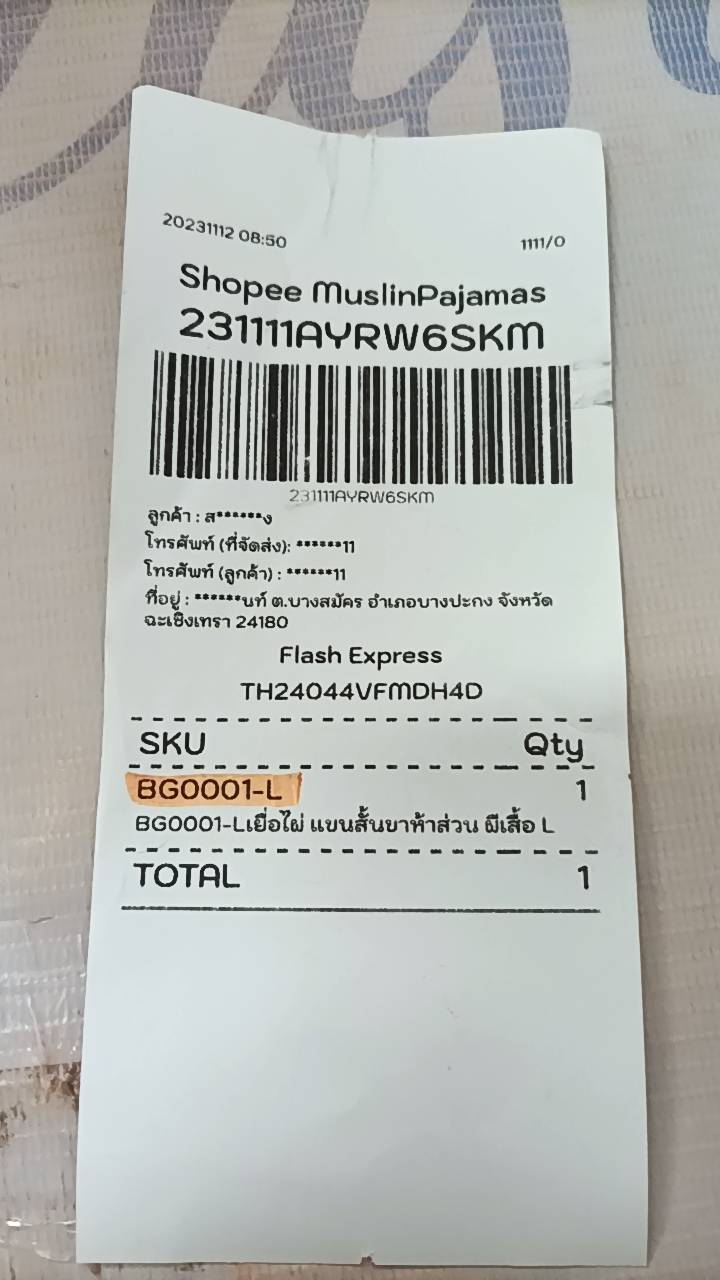 20231112 08:50
1111/0
Shopee MuslinPajamas
231111AYRW6SKM
231111AYRW6SKM
ลูกค้า : ส******ง
โทรศัพท์ (ที่จัดส่ง): ******11
โทรศัพท์ (ลูกค้า) : ******11
ที่อยู่ : ******นท์ ต.บางสมัคร อำเภอบางปะกง จังหวัด
ฉะเชิงเทรา 24180
Flash Express
TH24044VFMDH4D
SKU Qty
BG0001-L 1
BG0001-Lเยื่อไผ่ แขนสั้นขาห้าส่วน ผีเสื้อ L
TOTAL 1